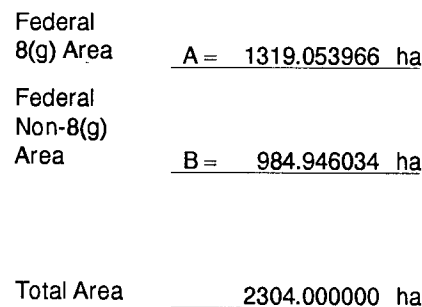 Federal
8(g) Area A = 1319.053966 ha
Federal
Non-8(g)
Area B = 984.946034 ha
Total Area 2304.000000 ha